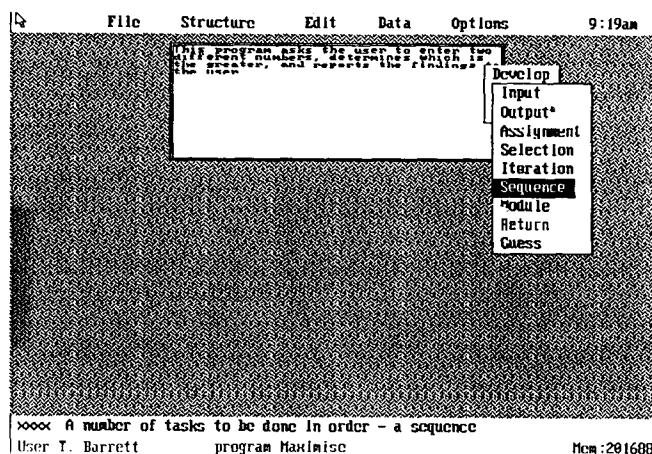 File Structure Edit Data Options 9:19am
This program asks the user to enter two
different numbers, determines which is
the greater, and reports the findings to
the user
Develop
Input
Output*
Assignment
Selection
Iteration
Sequence
Module
Return
Guess
xxxx A number of tasks to be done in order - a sequence
User T. Barrett program Maximise Mem:201688